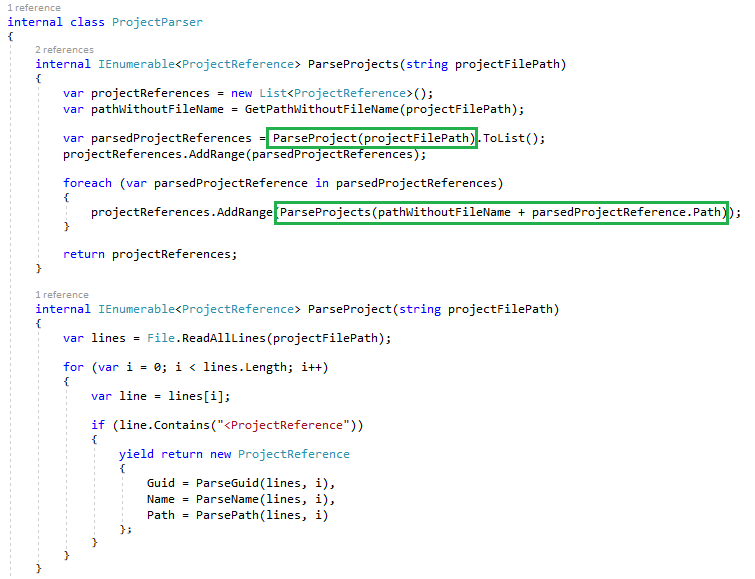 1 reference
internal class ProjectParser
{
2 references
internal IEnumerable<ProjectReference> ParseProjects(string projectFilePath)
{
var projectReferences = new List<ProjectReference>();
var pathWithoutFileName = GetPathWithoutFileName(projectFilePath);
var parsedProjectReferences = ParseProject(projectFilePath).ToList();
projectReferences.AddRange(parsedProjectReferences);
foreach (var parsedProjectReference in parsedProjectReferences)
{
projectReferences.AddRange(ParseProjects(pathWithoutFileName + parsedProjectReference.Path));
}
return projectReferences;
}
1 reference
internal IEnumerable<ProjectReference> ParseProject(string projectFilePath)
{
var lines = File.ReadAllLines(projectFilePath);
for (var i = 0; i < lines.Length; i++)
{
var line = lines[i];
if (line.Contains("<ProjectReference"))
{
yield return new ProjectReference
{
Guid = ParseGuid(lines, i),
Name = ParseName(lines, i),
Path = ParsePath(lines, i)
};
}
}
}